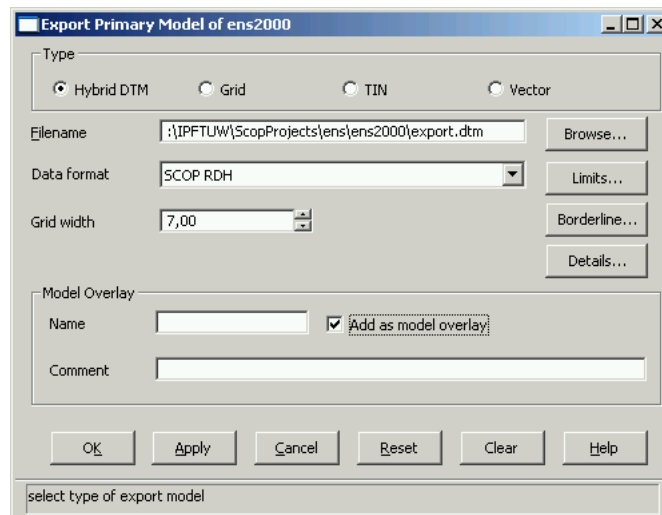 Export Primary Model of ens2000
Type
Hybrid DTM Grid TIN Vector
Filename :\IPFTUW\ScopProjects\ens\ens2000\export.dtm Browse...
Data format SCOP RDH Limits...
Grid width 7,00 Borderline...
Details...
Model Overlay
Name Add as model overlay
Comment
OK Apply Cancel Reset Clear Help
select type of export model